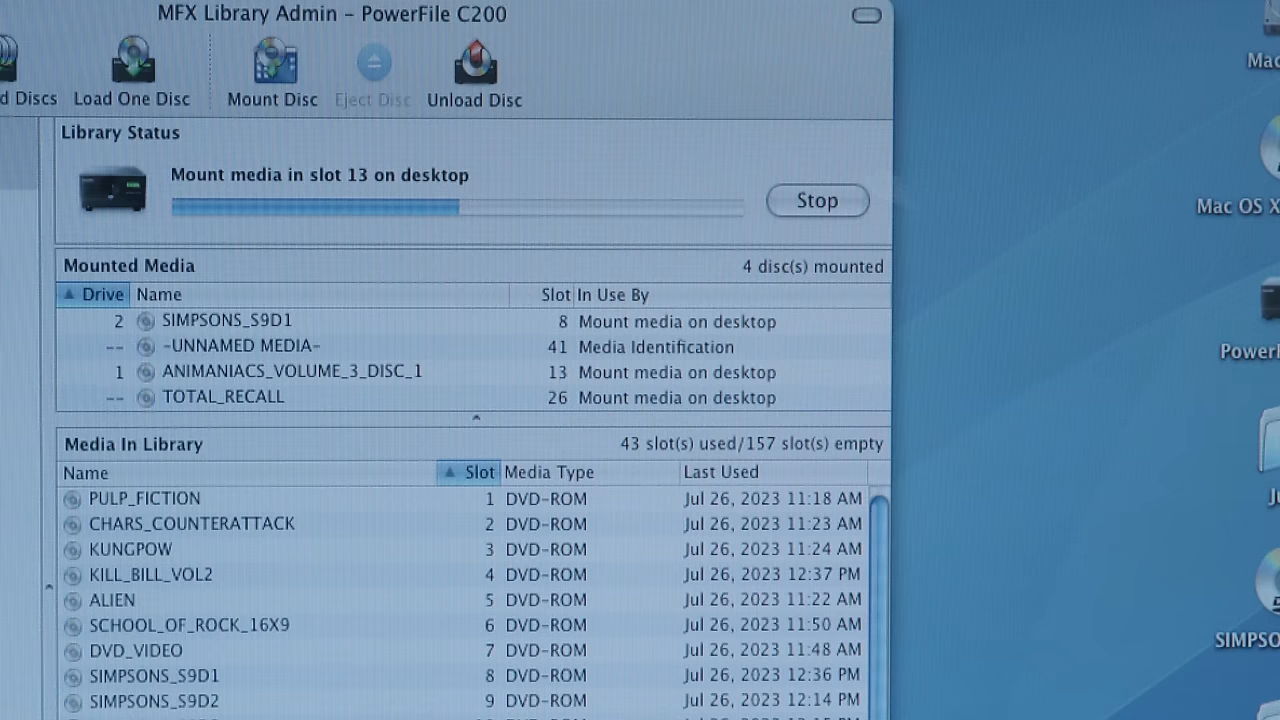 MFX Library Admin – PowerFile C200
d Discs Load One Disc Mount Disc Eject Disc Unload Disc
Library Status
Mount media in slot 13 on desktop
Stop
Mounted Media 4 disc(s) mounted
Drive Name Slot In Use By
2 SIMPSONS_S9D1 8 Mount media on desktop
-- -UNNAMED MEDIA- 41 Media Identification
1 ANIMANIACS_VOLUME_3_DISC_1 13 Mount media on desktop
-- TOTAL_RECALL 26 Mount media on desktop
Media In Library 43 slot(s) used/157 slot(s) empty
Name Slot Media Type Last Used
PULP_FICTION 1 DVD-ROM Jul 26, 2023 11:18 AM
CHARS_COUNTERATTACK 2 DVD-ROM Jul 26, 2023 11:23 AM
KUNGPOW 3 DVD-ROM Jul 26, 2023 11:24 AM
KILL_BILL_VOL2 4 DVD-ROM Jul 26, 2023 12:37 PM
ALIEN 5 DVD-ROM Jul 26, 2023 11:22 AM
SCHOOL_OF_ROCK_16X9 6 DVD-ROM Jul 26, 2023 11:50 AM
DVD_VIDEO 7 DVD-ROM Jul 26, 2023 11:48 AM
SIMPSONS_S9D1 8 DVD-ROM Jul 26, 2023 12:36 PM
SIMPSONS_S9D2 9 DVD-ROM Jul 26, 2023 12:14 PM
Mac
Mac OS X
PowerF
SIMPSO